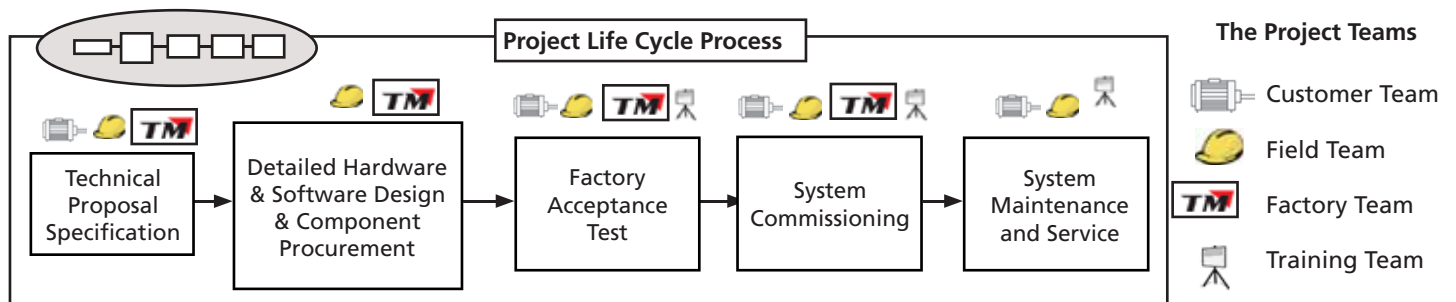 Project Life Cycle Process
The Project Teams
TM
TM
TM
TM
Technical
Proposal
Specification
Detailed Hardware
& Software Design
& Component
Procurement
Factory
Acceptance
Test
System
Commissioning
System
Maintenance
and Service
Customer Team
Field Team
TM
Factory Team
Training Team